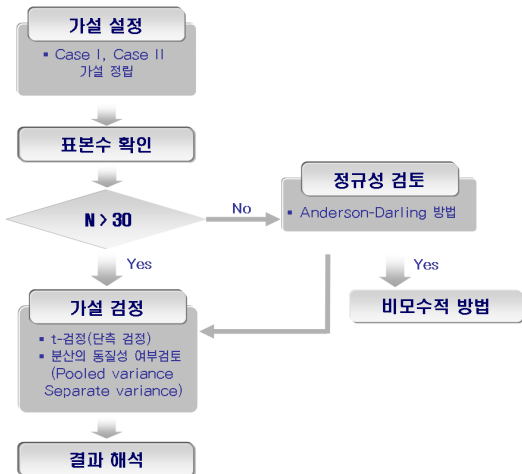 가설 설정
▪ Case I, Case II
가설 정립
표본수 확인
N > 30
No
정규성 검토
▪ Anderson-Darling 방법
Yes
Yes
비모수적 방법
가설 검정
▪ t-검정(단측 검정)
▪ 분산의 동질성 여부검토
(Pooled variance
Separate variance)
결과 해석